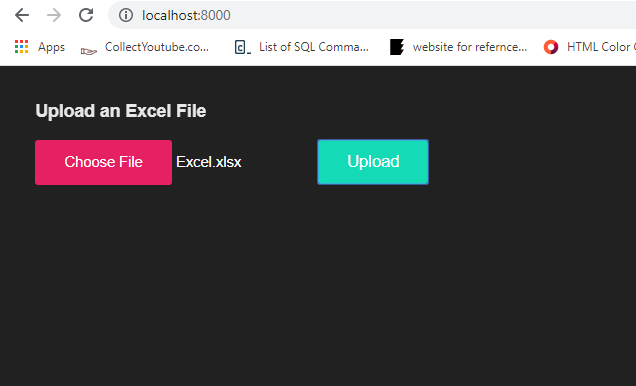 localhost:8000
Apps CollectYoutube.co... List of SQL Comma... website for refernce... HTML Color C
Upload an Excel File
Choose File Excel.xlsx Upload